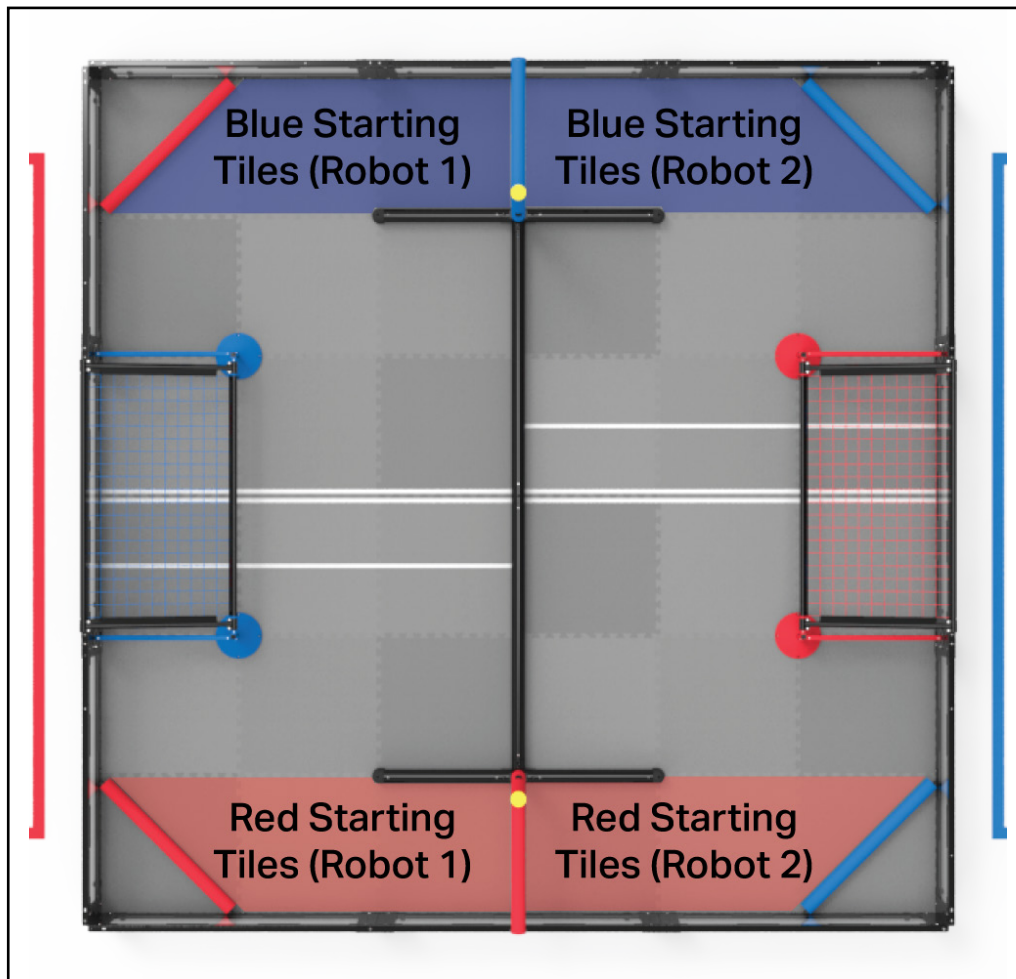 Blue Starting
Tiles (Robot 1)
Blue Starting
Tiles (Robot 2)
Red Starting
Tiles (Robot 1)
Red Starting
Tiles (Robot 2)